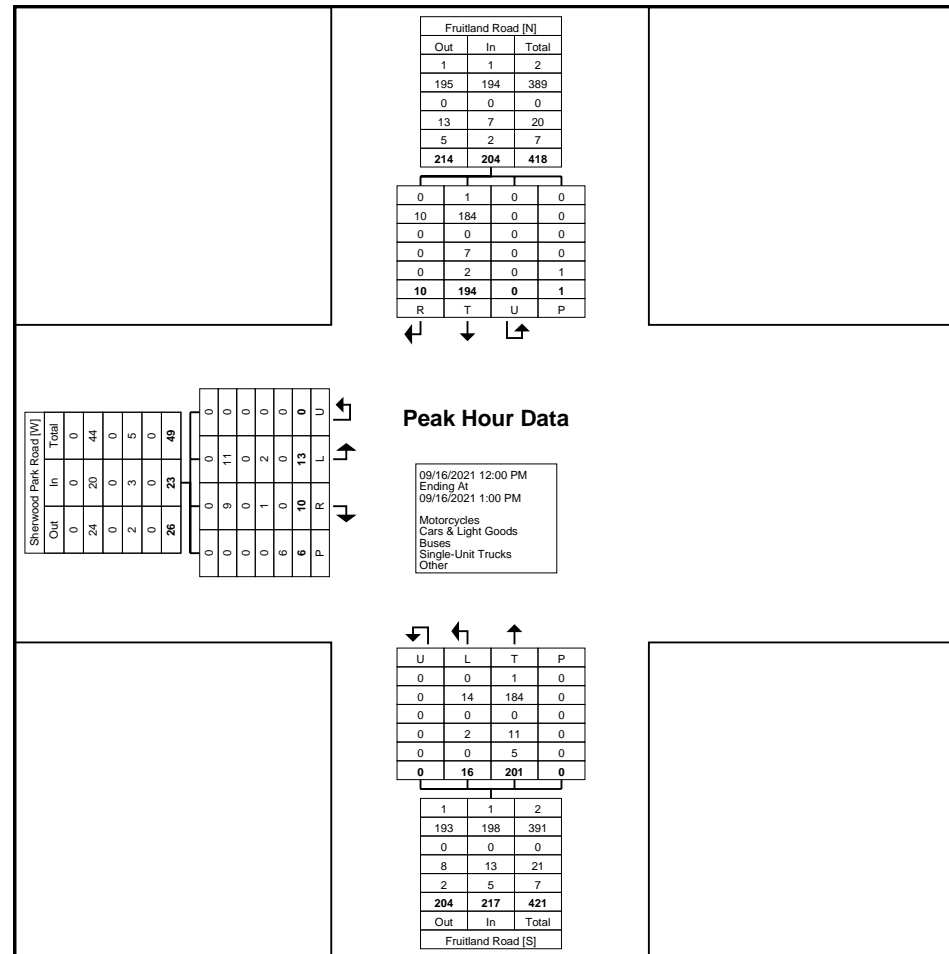 Fruitland Road [N]
Out In Total
1 1 2
195 194 389
0 0 0
13 7 20
5 2 7
214 204 418
0 1 0 0
10 184 0 0
0 0 0 0
0 7 0 0
0 2 0 1
10 194 0 1
R T U P
Sherwood Park Road [W]
Out In Total
0 0 0
24 20 44
0 0 0
2 3 5
0 0 0
26 23 49
0 0 0 0
0 9 11 0
0 0 0 0
0 1 2 0
6 0 0 0
6 10 13 0
P R L U
Peak Hour Data
09/16/2021 12:00 PM
Ending At
09/16/2021 1:00 PM
Motorcycles
Cars & Light Goods
Buses
Single-Unit Trucks
Other
U L T P
0 0 1 0
0 14 184 0
0 0 0 0
0 2 11 0
0 0 5 0
0 16 201 0
1 1 2
193 198 391
0 0 0
8 13 21
2 5 7
204 217 421
Out In Total
Fruitland Road [S]